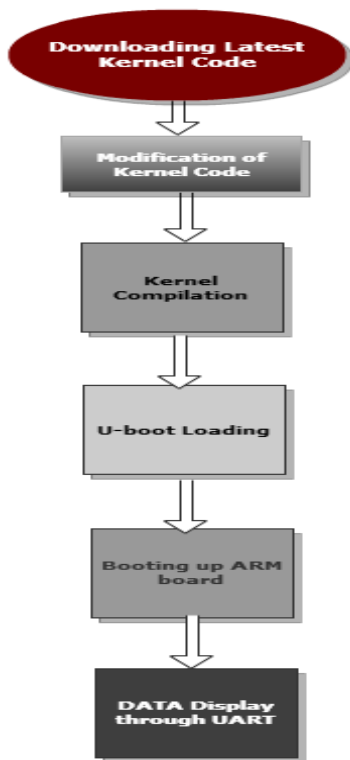 Downloading Latest
Kernel Code
Modification of
Kernel Code
Kernel
Compilation
U-boot Loading
Booting up ARM
board
DATA Display
through UART